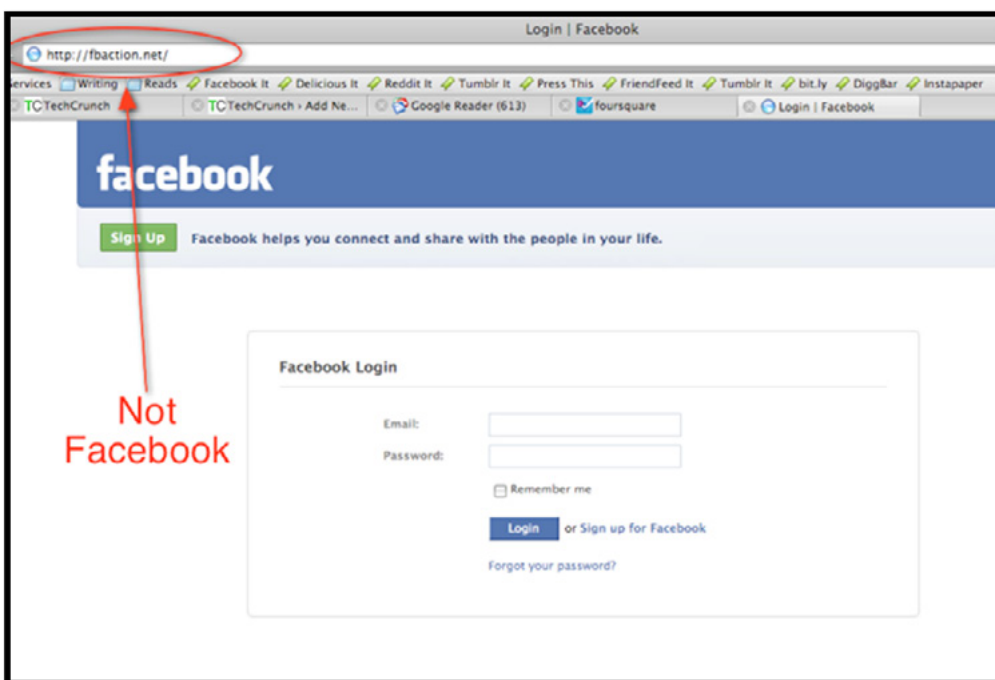 Login | Facebook
http://fbaction.net/
ervices Writing Reads Facebook It Delicious It Reddit It Tumblr It Press This FriendFeed It Tumblr It bit.ly DiggBar Instapaper
TC TechCrunch TC TechCrunch › Add Ne... Google Reader (613) foursquare Login | Facebook
facebook
Sign Up Facebook helps you connect and share with the people in your life.
Facebook Login
Not
Facebook
Email:
Password:
Remember me
Login or Sign up for Facebook
Forgot your password?